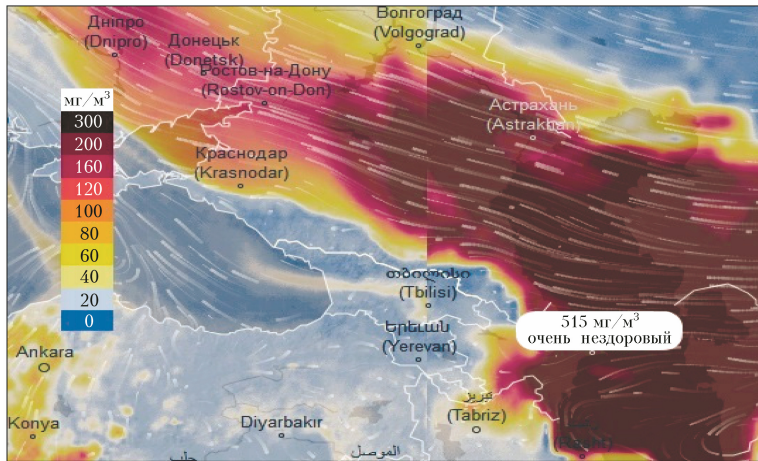 Волгоград
(Volgograd)
Дніпро
(Dnipro)
Донецьк
(Donetsk)
Ростов-на-Дону
(Rostov-on-Don)
мг/м³
300
200
160
120
100
80
60
40
20
0
Астрахань
(Astrakhan)
Краснодар
(Krasnodar)
თბილისი
(Tbilisi)
515 мг/м³
очень нездоровый
Երևան
(Yerevan)
Ankara
تبریز
(Tabriz)
Konya
Diyarbakır
الموصل
حلب
(Rasht)